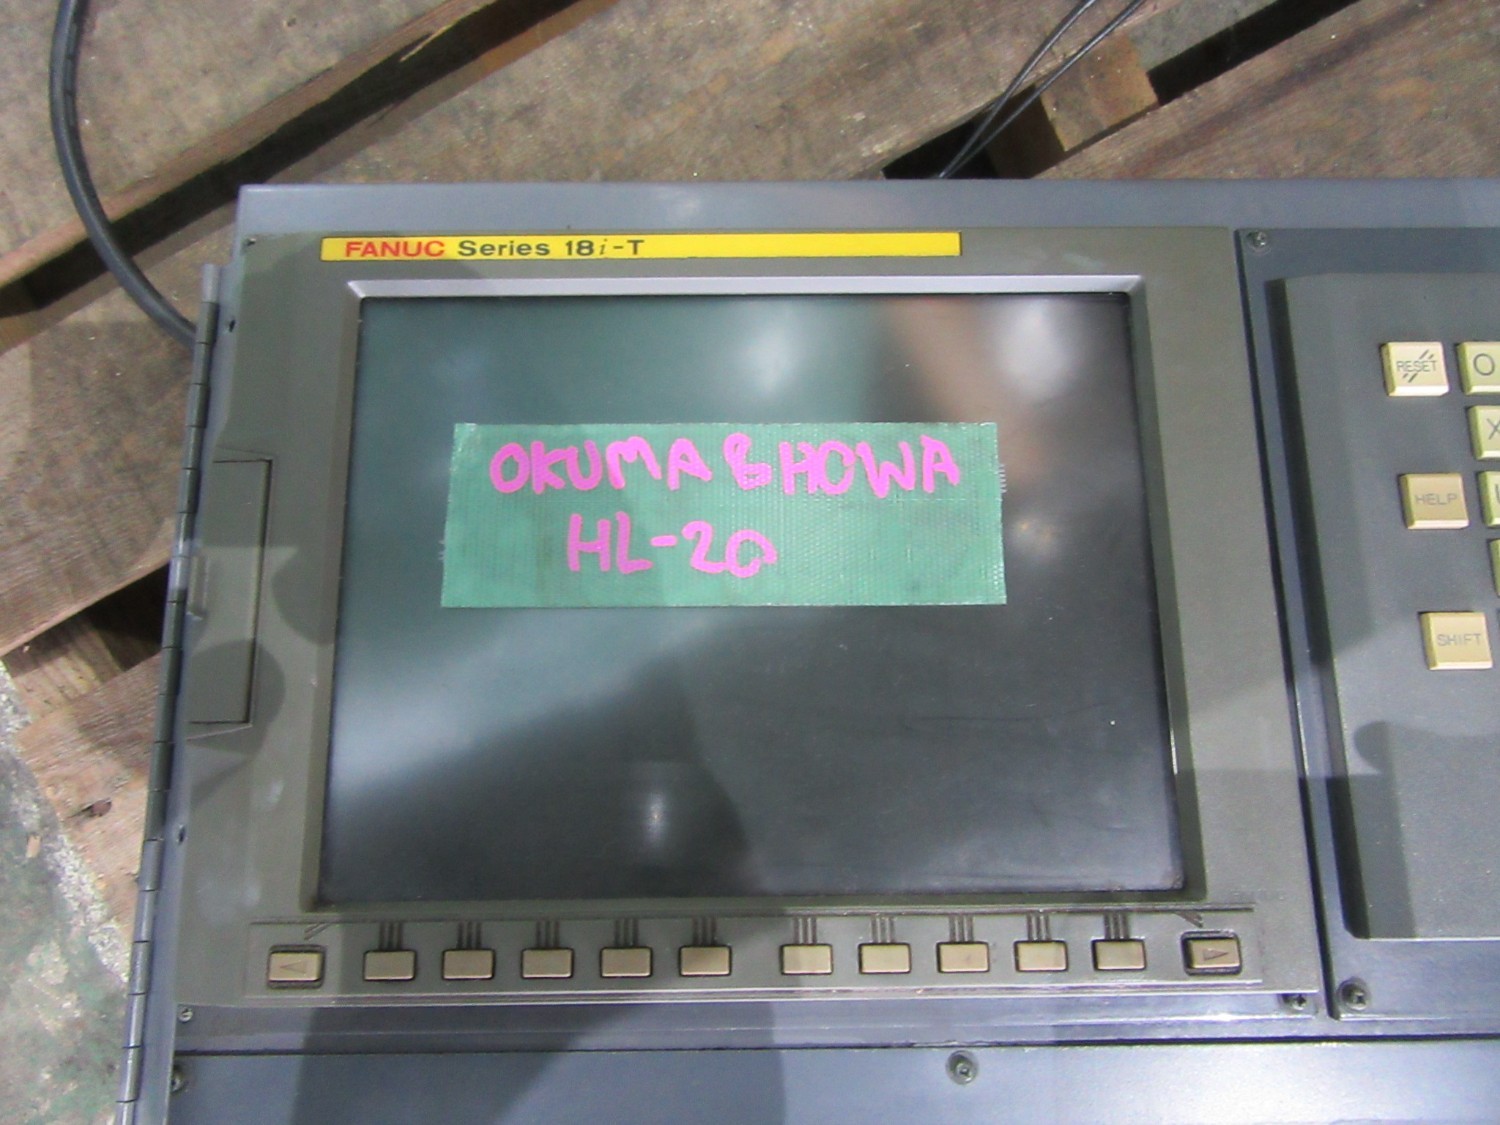 FANUC Series 18i-T
OKUMA & HOWA
HL-20
RESET
O
X
HELP
SHIFT